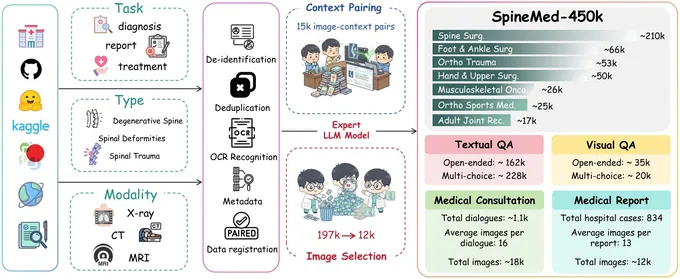 kaggle
Task
diagnosis
report
treatment
Type
Degenerative Spine
Spinal Deformities
Spinal Trauma
Modality
X-ray
CT
CT
MRI
MRI
De-identification
Deduplication
OCR
OCR Recognition
Metadata
PAIRED
Data registration
Context Pairing
15k image-context pairs
Expert
LLM Model
197k → 12k
Image Selection
SpineMed-450k
Spine Surg. ~210k
Foot & Ankle Surg ~66k
Ortho Trauma ~53k
Hand & Upper Surg. ~50k
Musculoskeletal Onco. ~26k
Ortho Sports Med. ~25k
Adult Joint Rec. ~17k
Textual QA
Open-ended: ~ 162k
Multi-choice: ~ 228k
Visual QA
Open-ended: ~ 35k
Multi-choice: ~ 20k
Medical Consultation
Total dialogues: ~1.1k
Average images per
dialogue: 16
Total images: ~18k
Medical Report
Total hospital cases: 834
Average images per
report: 13
Total images: ~12k